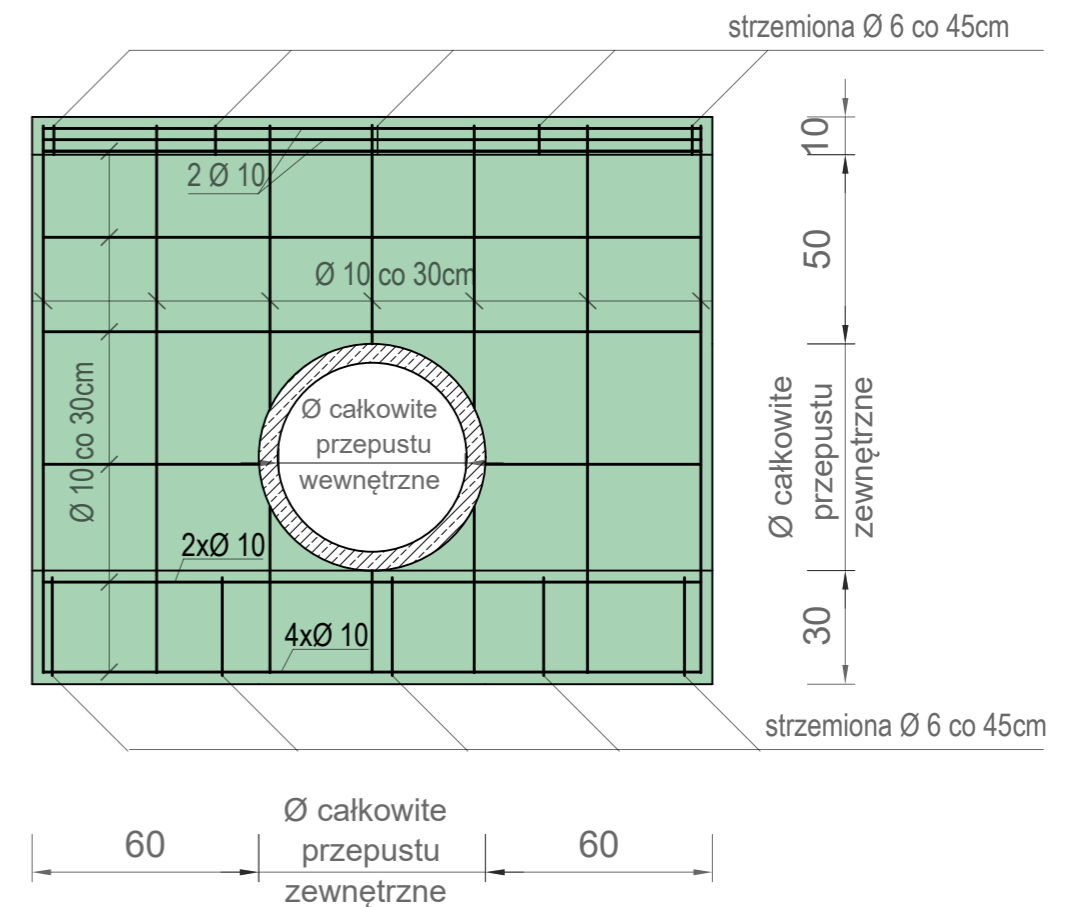 strzemiona Ø 6 co 45cm
10
2 Ø 10
50
Ø 10 co 30cm
Ø 10 co 30cm
Ø całkowite
przepustu
wewnętrzne
Ø całkowite
przepustu
zewnętrzne
2xØ 10
4xØ 10
30
strzemiona Ø 6 co 45cm
60
Ø całkowite
przepustu
zewnętrzne
60